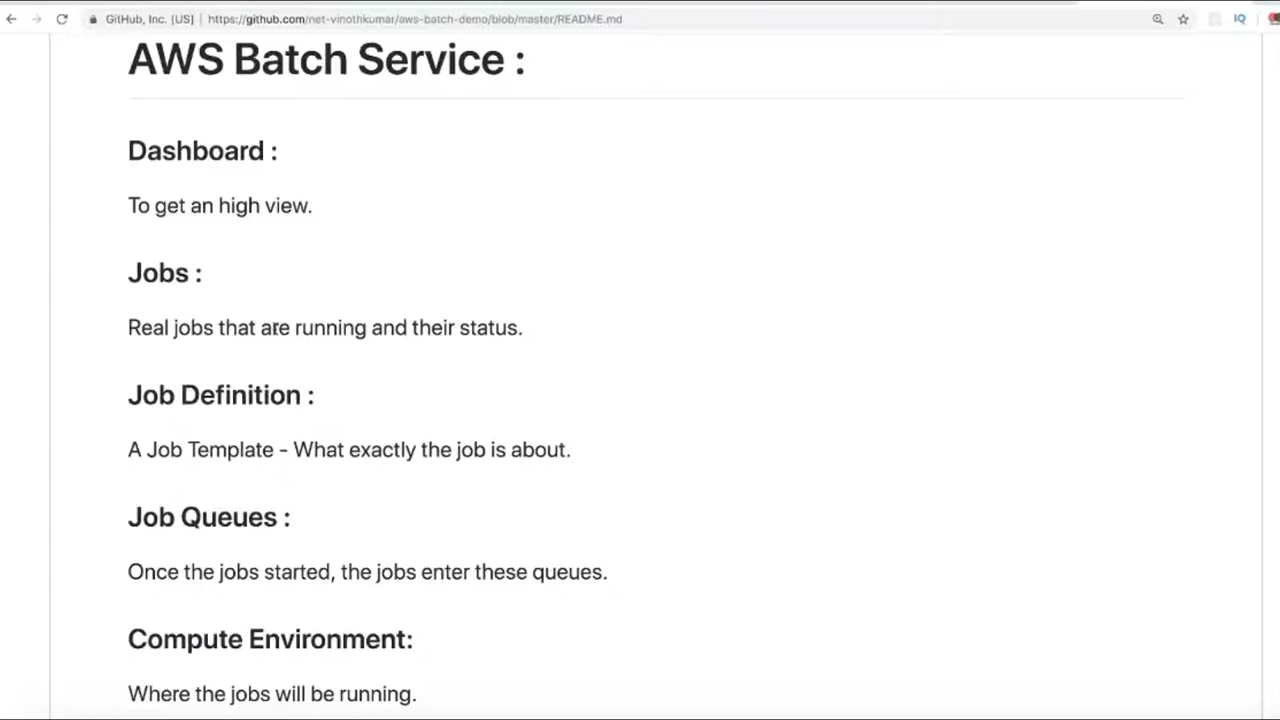 GitHub, Inc. [US] | https://github.com/net-vinothkumar/aws-batch-demo/blob/master/README.md
IQ
AWS Batch Service :
Dashboard :
To get an high view.
Jobs :
Real jobs that are running and their status.
Job Definition :
A Job Template - What exactly the job is about.
Job Queues :
Once the jobs started, the jobs enter these queues.
Compute Environment:
Where the jobs will be running.